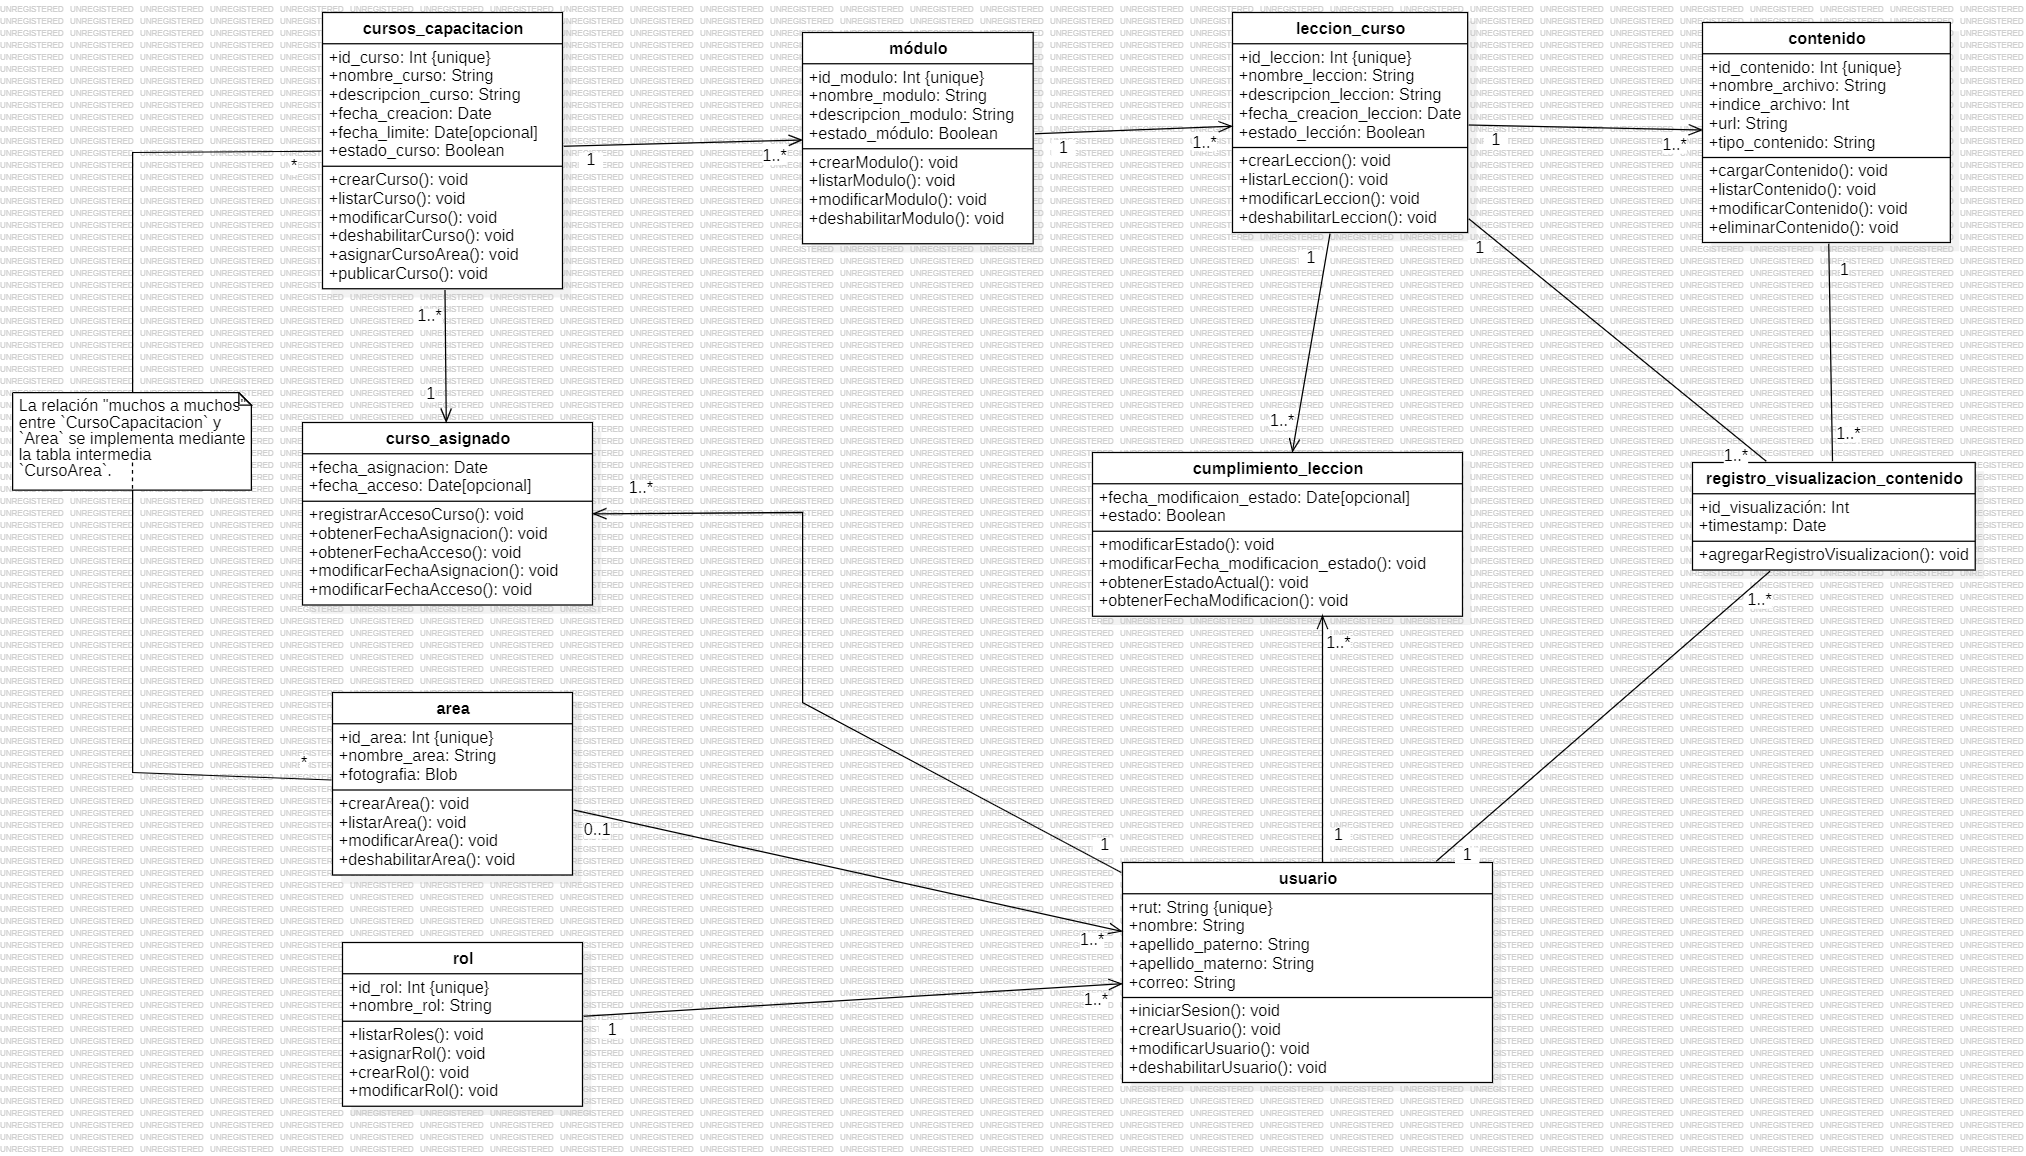 cursos_capacitacion
+id_curso: Int {unique}
+nombre_curso: String
+descripcion_curso: String
+fecha_creacion: Date
+fecha_limite: Date[opcional]
+estado_curso: Boolean
+crearCurso(): void
+listarCurso(): void
+modificarCurso(): void
+deshabilitarCurso(): void
+asignarCursoArea(): void
+publicarCurso(): void
*
1
1..*
módulo
+id_modulo: Int {unique}
+nombre_modulo: String
+descripcion_modulo: String
+estado_módulo: Boolean
+crearModulo(): void
+listarModulo(): void
+modificarModulo(): void
+deshabilitarModulo(): void
1
1..*
leccion_curso
+id_leccion: Int {unique}
+nombre_leccion: String
+descripcion_leccion: String
+fecha_creacion_leccion: Date
+estado_lección: Boolean
+crearLeccion(): void
+listarLeccion(): void
+modificarLeccion(): void
+deshabilitarLeccion(): void
1
1..*
contenido
+id_contenido: Int {unique}
+nombre_archivo: String
+indice_archivo: Int
+url: String
+tipo_contenido: String
+cargarContenido(): void
+listarContenido(): void
+modificarContenido(): void
+eliminarContenido(): void
1..*
1
1
1
1
1..*
1..*
1..*
La relación "muchos a muchos"
entre `CursoCapacitacion` y
`Area` se implementa mediante
la tabla intermedia
`CursoArea`.
curso_asignado
+fecha_asignacion: Date
+fecha_acceso: Date[opcional]
+registrarAccesoCurso(): void
+obtenerFechaAsignacion(): void
+obtenerFechaAcceso(): void
+modificarFechaAsignacion(): void
+modificarFechaAcceso(): void
1..*
cumplimiento_leccion
+fecha_modificaion_estado: Date[opcional]
+estado: Boolean
+modificarEstado(): void
+modificarFecha_modificacion_estado(): void
+obtenerEstadoActual(): void
+obtenerFechaModificacion(): void
registro_visualizacion_contenido
+id_visualización: Int
+timestamp: Date
+agregarRegistroVisualizacion(): void
1..*
1..*
area
+id_area: Int {unique}
+nombre_area: String
+fotografia: Blob
+crearArea(): void
+listarArea(): void
+modificarArea(): void
+deshabilitarArea(): void
*
0..1
1
1
1
1..*
usuario
+rut: String {unique}
+nombre: String
+apellido_paterno: String
+apellido_materno: String
+correo: String
+iniciarSesion(): void
+crearUsuario(): void
+modificarUsuario(): void
+deshabilitarUsuario(): void
rol
+id_rol: Int {unique}
+nombre_rol: String
+listarRoles(): void
+asignarRol(): void
+crearRol(): void
+modificarRol(): void
1
1..*
UNREGISTERED